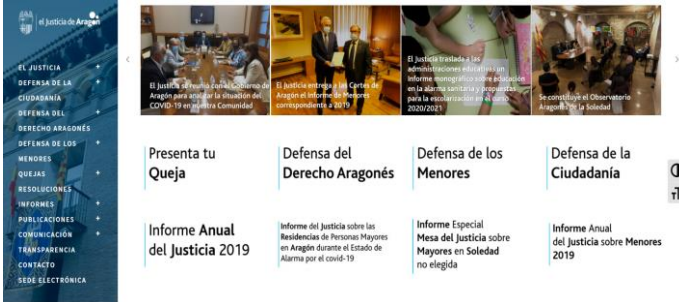 el Justicia de Aragón
EL JUSTICIA +
DEFENSA DE LA +
CIUDADANÍA
DEFENSA DEL +
DERECHO ARAGONÉS
DEFENSA DE LOS +
MENORES
QUEJAS +
RESOLUCIONES
INFORMES +
PUBLICACIONES +
COMUNICACIÓN +
TRANSPARENCIA
CONTACTO
SEDE ELECTRÓNICA
El Justicia se reunió con el Gobierno de
Aragón para analizar la situación del
COVID-19 en nuestra Comunidad
El Justicia entrega a las Cortes de
Aragón el Informe de Menores
correspondiente a 2019
El Justicia traslada a las
administraciones educativas un
Informe monográfico sobre educación
en la alarma sanitaria y propuestas
para la escolarización en el curso
2020/2021
Se constituye el Observatorio
Aragonés de la Soledad
Presenta tu
Queja
Defensa del
Derecho Aragonés
Defensa de los
Menores
Defensa de la
Ciudadanía
Informe Anual
del Justicia 2019
Informe del Justicia sobre las
Residencias de Personas Mayores
en Aragón durante el Estado de
Alarma por el covid-19
Informe Especial
Mesa del Justicia sobre
Mayores en Soledad
no elegida
Informe Anual
del Justicia sobre Menores
2019